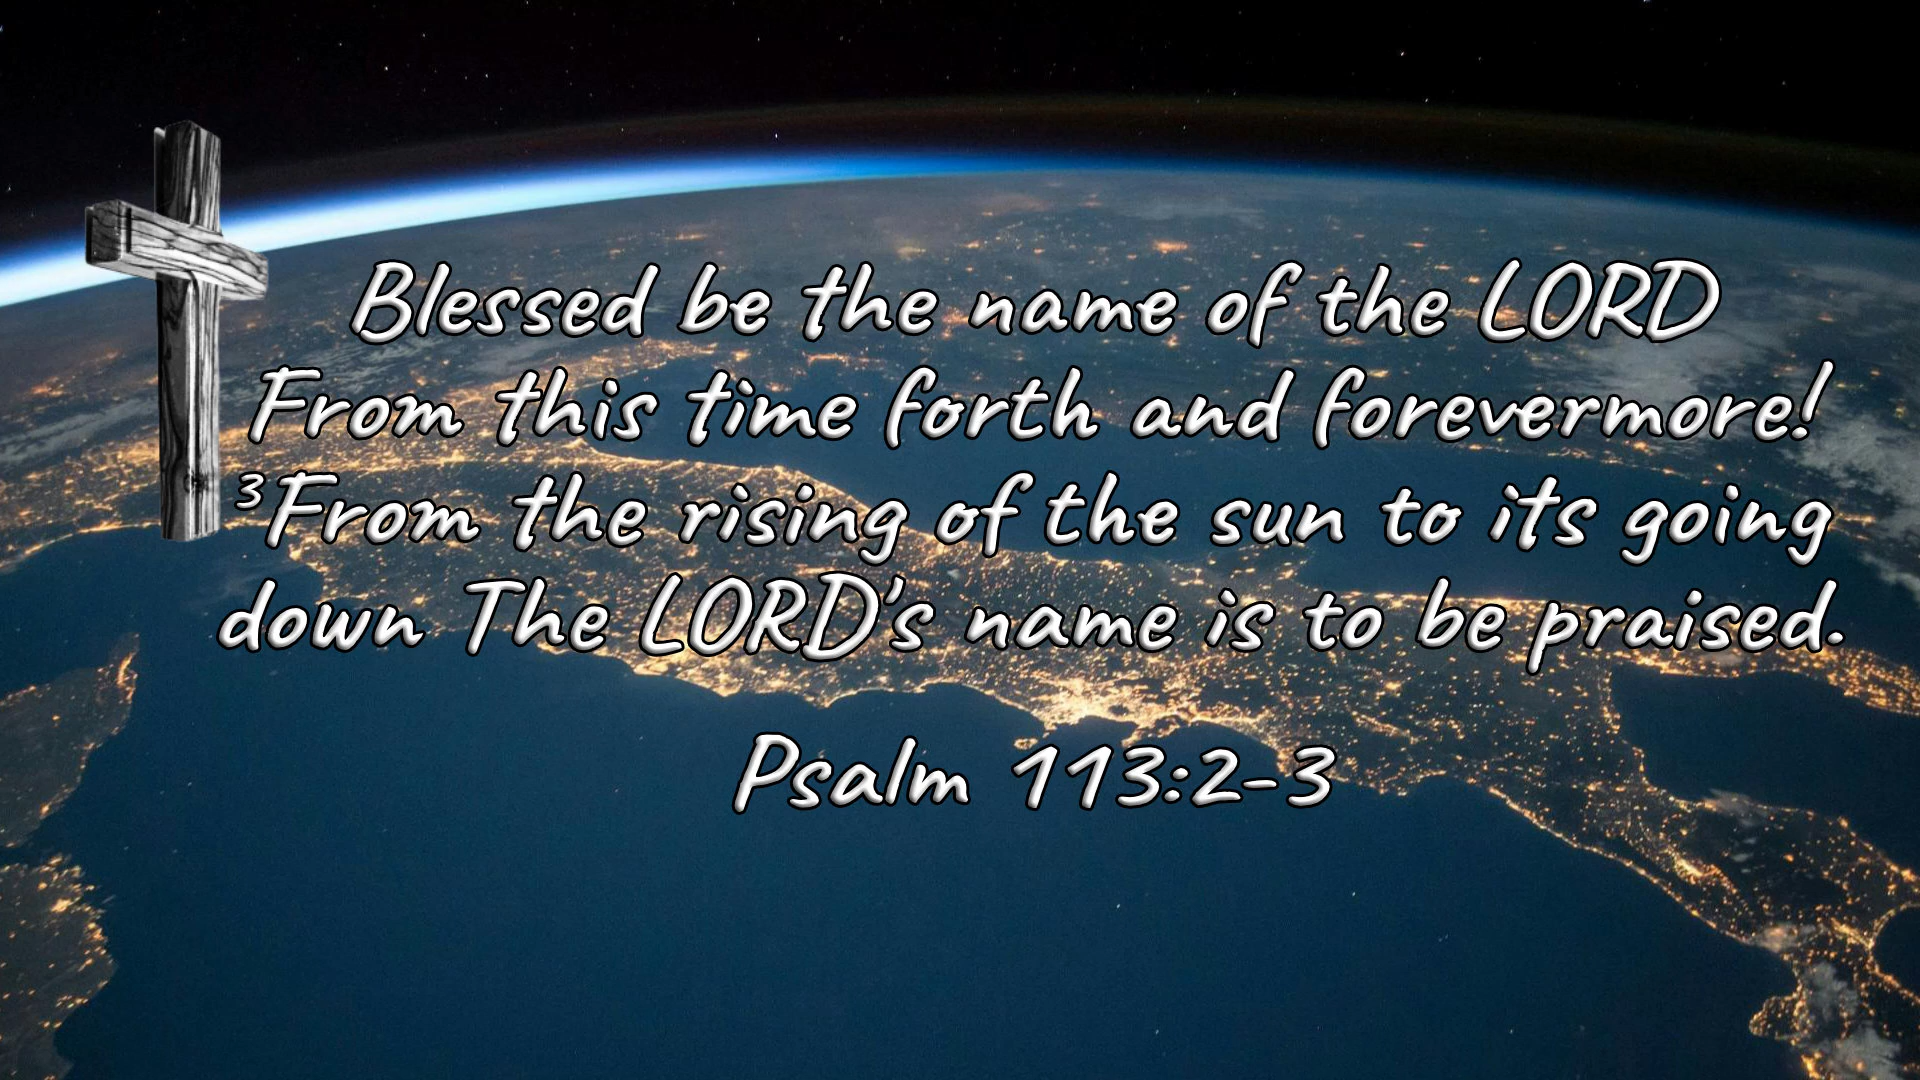 Blessed be the name of the LORD
From this time forth and forevermore!
³From the rising of the sun to its going
down The LORD's name is to be praised.
Psalm 113:2-3